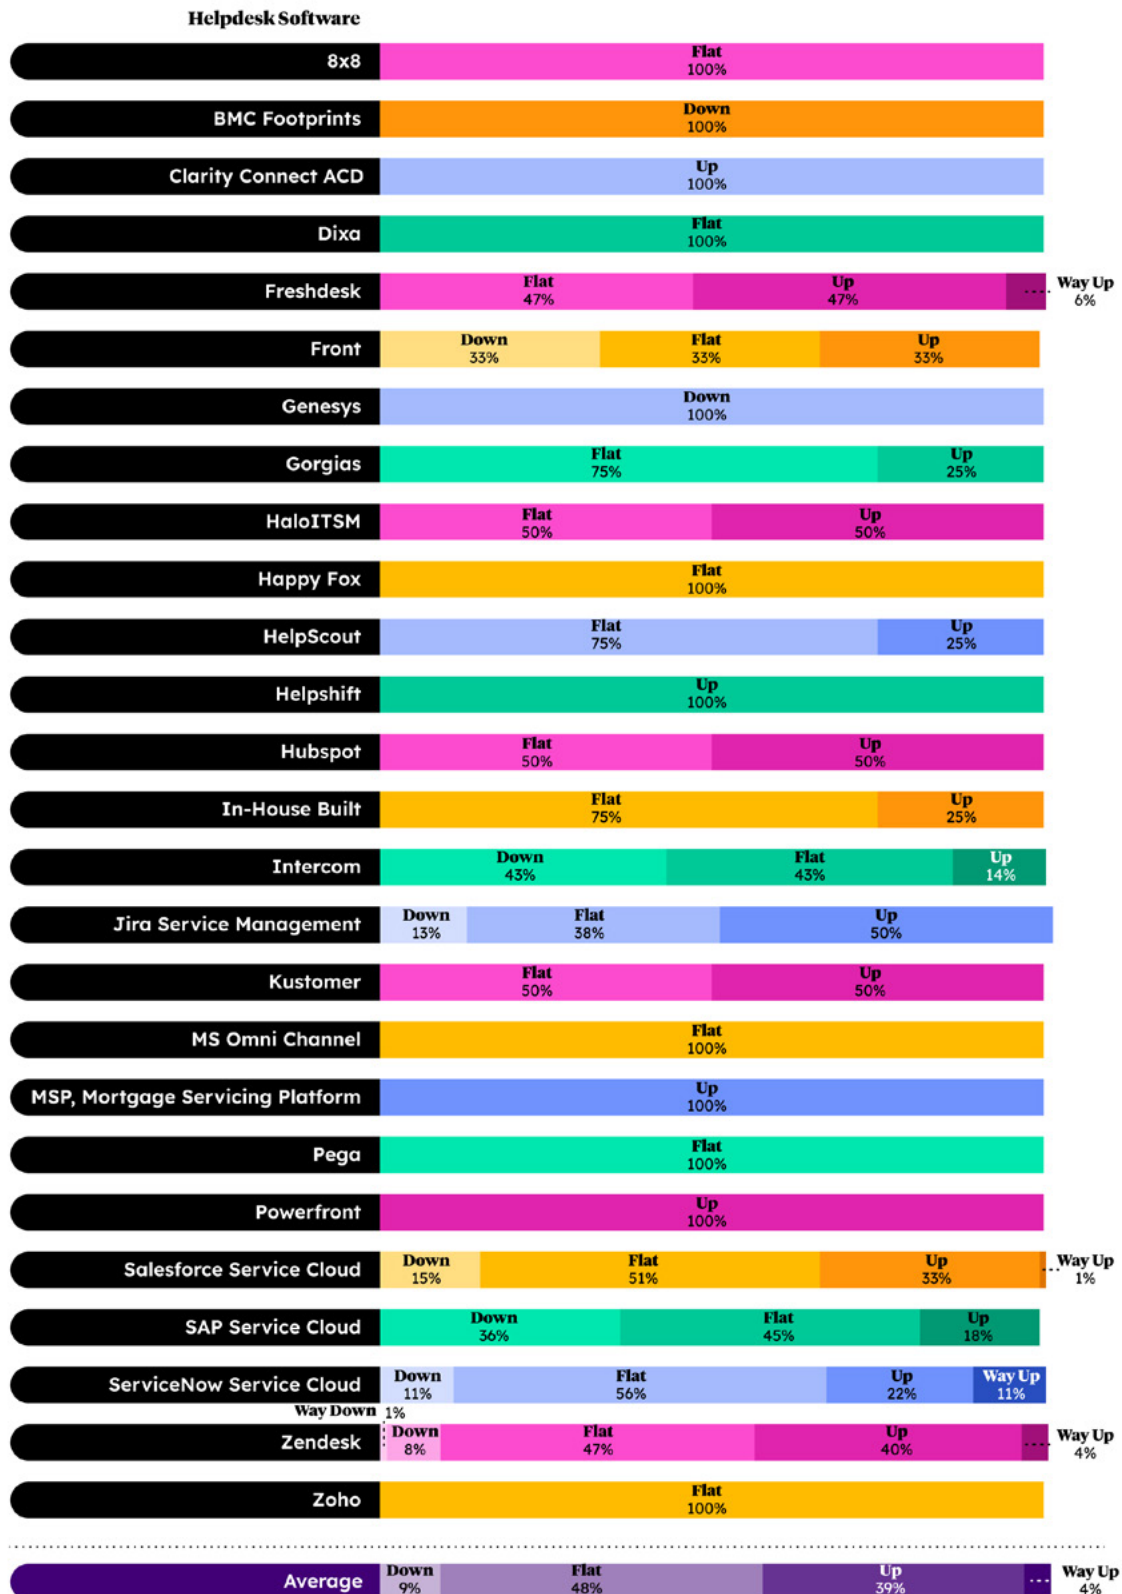 Helpdesk Software
8x8
Flat
100%
BMC Footprints
Down
100%
Clarity Connect ACD
Up
100%
Dixa
Flat
100%
Freshdesk
Flat Up Way Up
47% 47% 6%
Front
Down Flat Up
33% 33% 33%
Genesys
Down
100%
Gorgias
Flat Up
75% 25%
HaloITSM
Flat Up
50% 50%
Happy Fox
Flat
100%
HelpScout
Flat Up
75% 25%
Helpshift
Up
100%
Hubspot
Flat Up
50% 50%
In-House Built
Flat Up
75% 25%
Intercom
Down Flat Up
43% 43% 14%
Jira Service Management
Down Flat Up
13% 38% 50%
Kustomer
Flat Up
50% 50%
MS Omni Channel
Flat
100%
MSP, Mortgage Servicing Platform
Up
100%
Pega
Flat
100%
Powerfront
Up
100%
Salesforce Service Cloud
Down Flat Up Way Up
15% 51% 33% 1%
SAP Service Cloud
Down Flat Up
36% 45% 18%
ServiceNow Service Cloud
Down Flat Up Way Up
11% 56% 22% 11%
Way Down 1%
Zendesk
Down Flat Up Way Up
8% 47% 40% 4%
Zoho
Flat
100%
Average
Down Flat Up Way Up
9% 48% 39% 4%